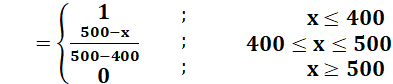 = { 1 ; x ≤ 400
500−x / 500−400 ; 400 ≤ x ≤ 500
0 ; x ≥ 500